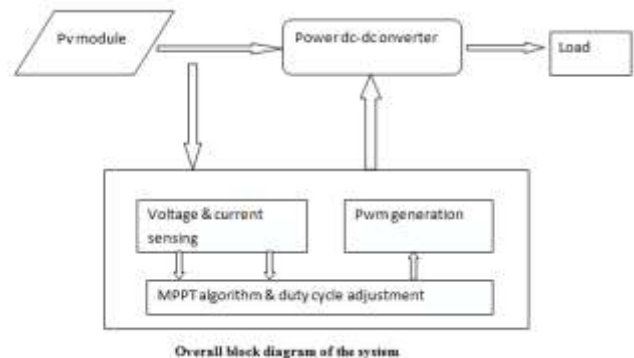 Pv module
Power dc-dc onverter
Load
Voltage & current
sensing
Pwm generation
MPPT algorithm & duty cycle adjustment
Overall block diagram of the system